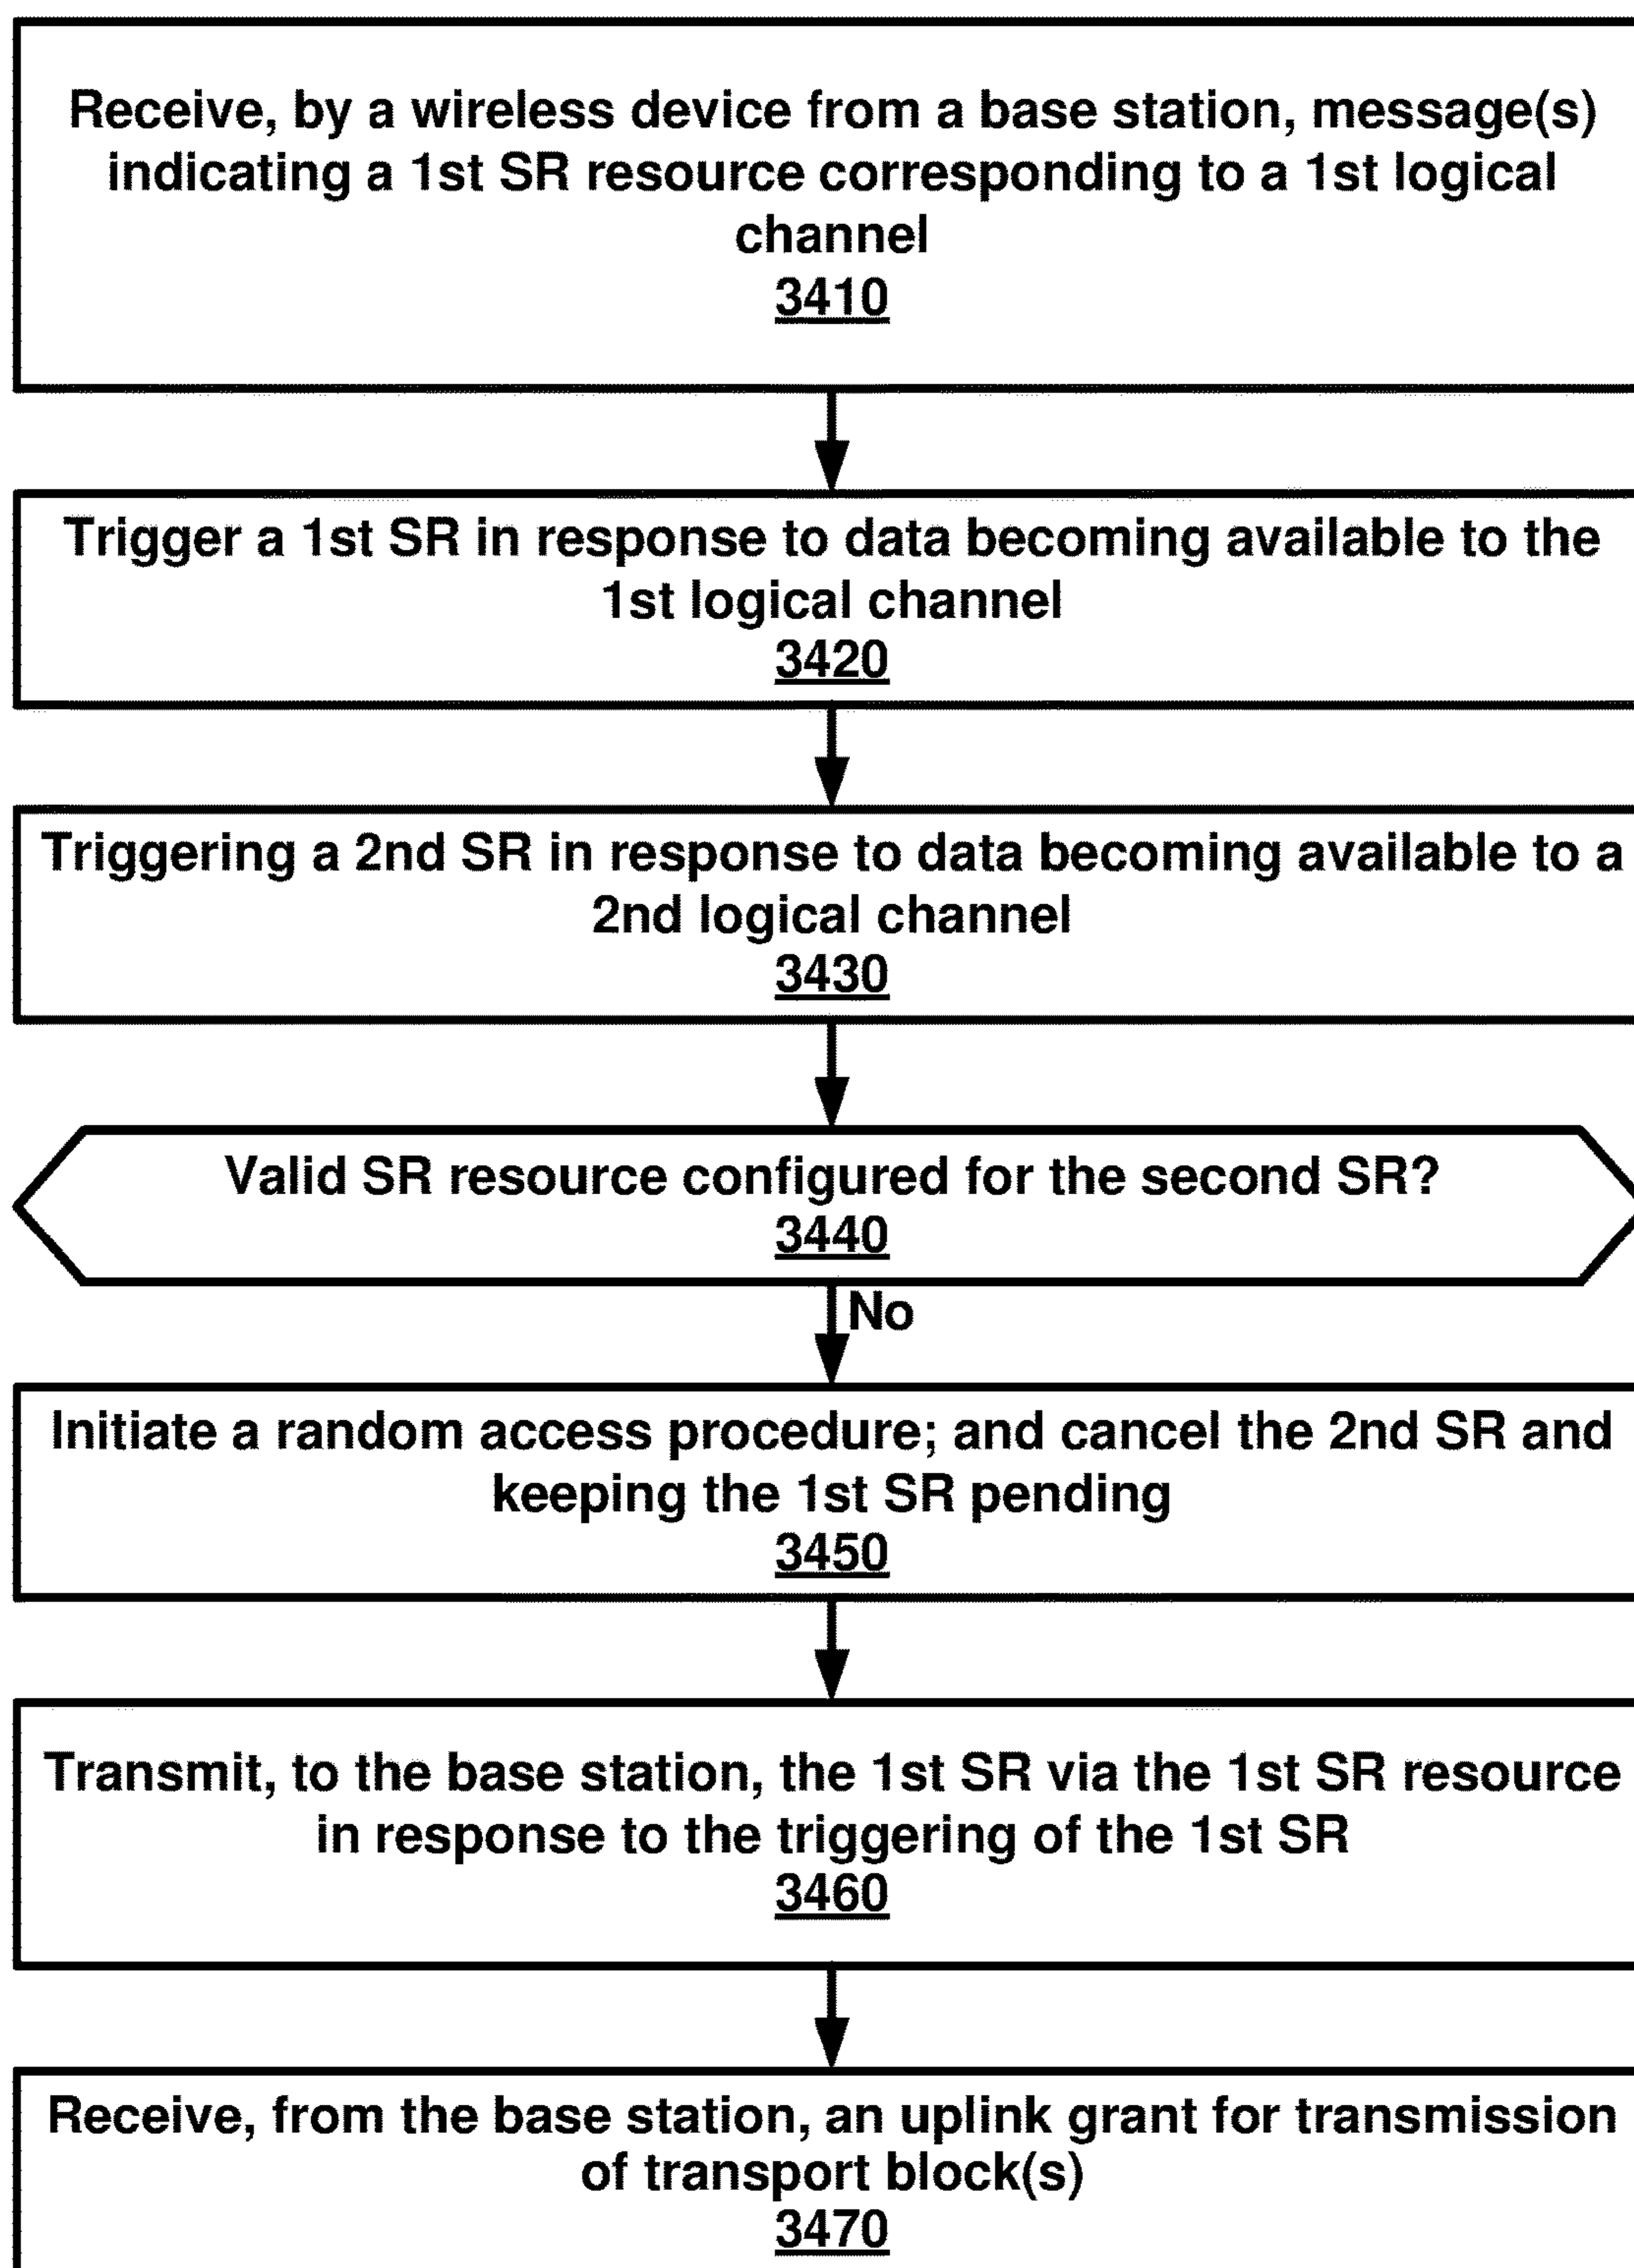 Receive, by a wireless device from a base station, message(s)
indicating a 1st SR resource corresponding to a 1st logical
channel
3410
Trigger a 1st SR in response to data becoming available to the
1st logical channel
3420
Triggering a 2nd SR in response to data becoming available to a
2nd logical channel
3430
Valid SR resource configured for the second SR?
3440
No
Initiate a random access procedure; and cancel the 2nd SR and
keeping the 1st SR pending
3450
Transmit, to the base station, the 1st SR via the 1st SR resource
in response to the triggering of the 1st SR
3460
Receive, from the base station, an uplink grant for transmission
of transport block(s)
3470